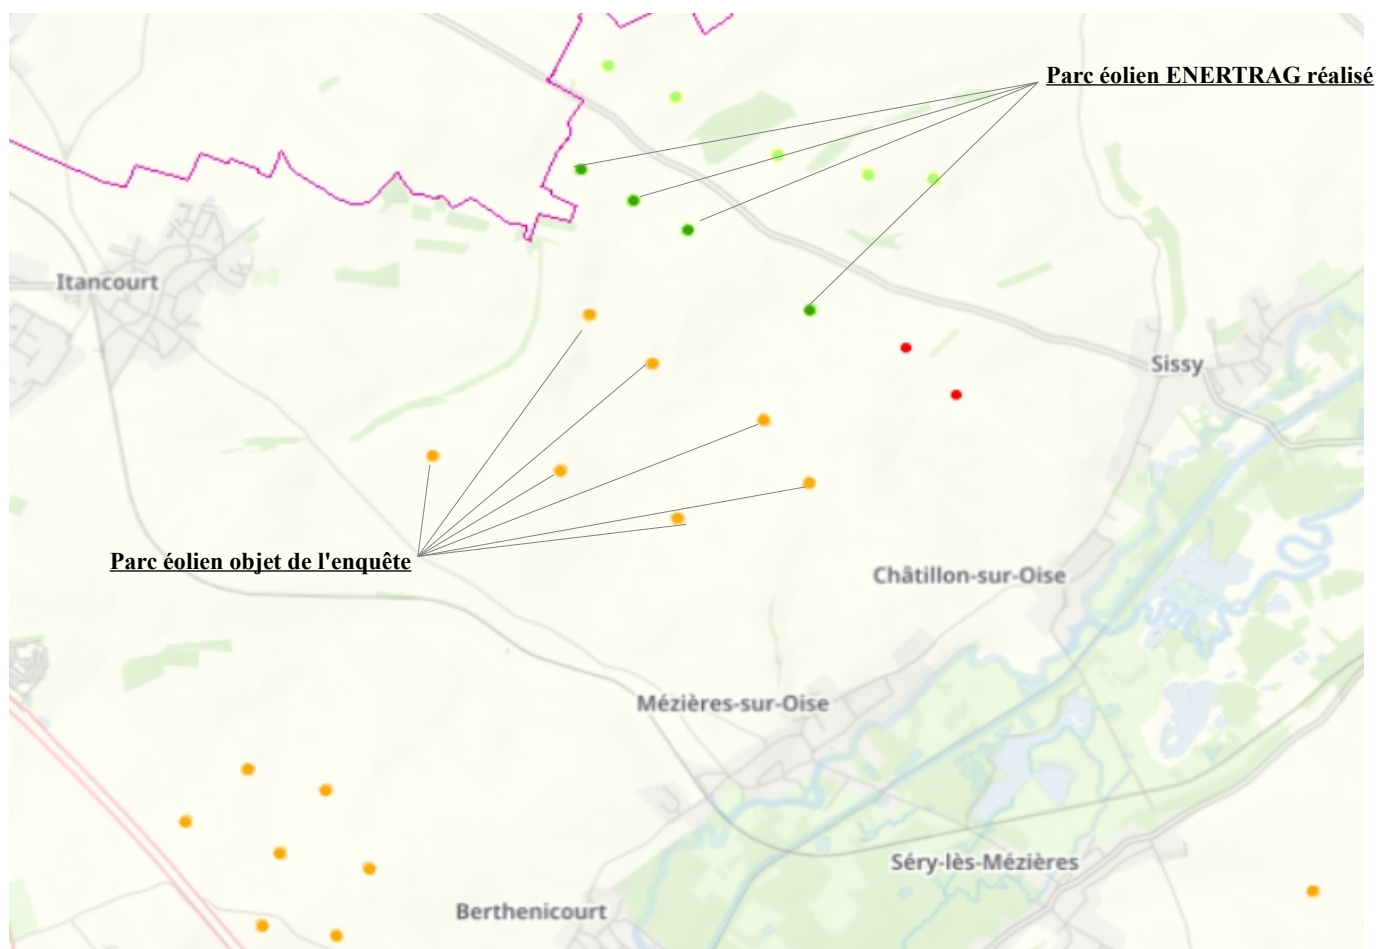 Parc éolien ENERTRAG réalisé
Itancourt
Sissy
Parc éolien objet de l'enquête
Châtillon-sur-Oise
Mézières-sur-Oise
Séry-lès-Mézières
Berthenicourt